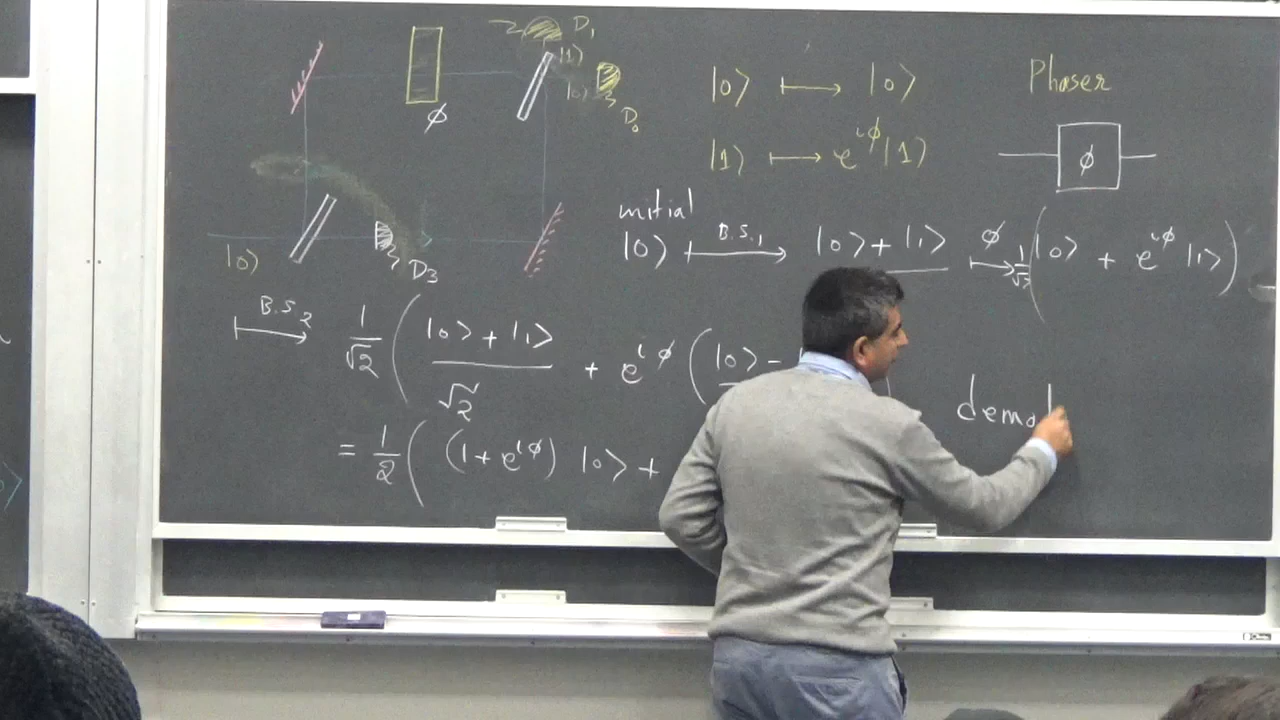 D₁
|1⟩
|0⟩
D₀
ϕ
|0⟩
D₃
|0⟩ ⟼ |0⟩
|1⟩ ⟼ e^{iϕ}|1⟩
Phaser
ϕ
initial
|0⟩ ⟼^{B.S.₁} |0⟩ + |1⟩ ⟼^{ϕ} 1/√2 (|0⟩ + e^{iϕ} |1⟩)
⟼^{B.S.₂} 1/√2 ( (|0⟩ + |1⟩)/√2 + e^{iϕ} ( |0⟩ −
= 1/2 ( (1 + e^{iϕ}) |0⟩ +
demol